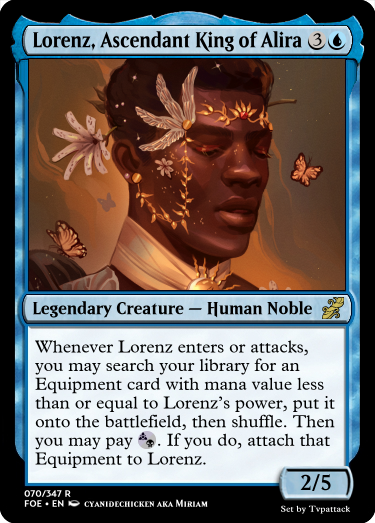 Lorenz, Ascendant King of Alira 3
Legendary Creature — Human Noble
Whenever Lorenz enters or attacks,
you may search your library for an
Equipment card with mana value less
than or equal to Lorenz's power, put it
onto the battlefield, then shuffle. Then
you may pay . If you do, attach that
Equipment to Lorenz.
2/5
070/347 R
FOE • EN CYANIDECHICKEN AKA MIRIAM
Set by Tvpattack